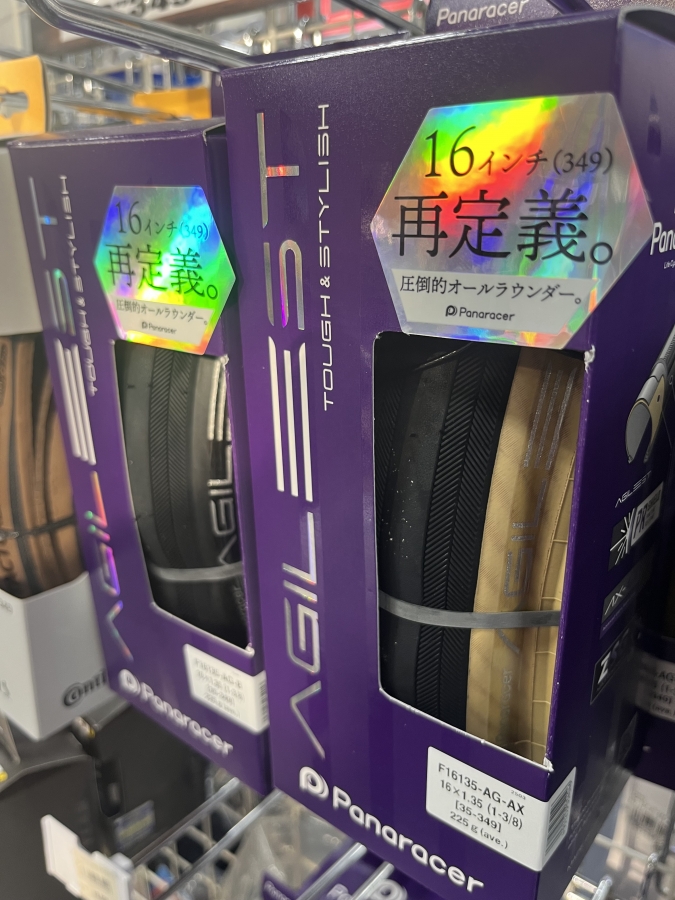 Panaracer
16インチ(349)
再定義。
圧倒的オールラウンダー。
Panaracer
AGILEST
TOUGH & STYLISH
Panaracer
F16135-AG-AX
16×1.35 (1-3/8)
[35-349]
225g (ave.)
16インチ(349)
再定義。
圧倒的オールラウンダー。
Panaracer
AGILEST
TOUGH & STYLISH
Panaracer
AGILEST